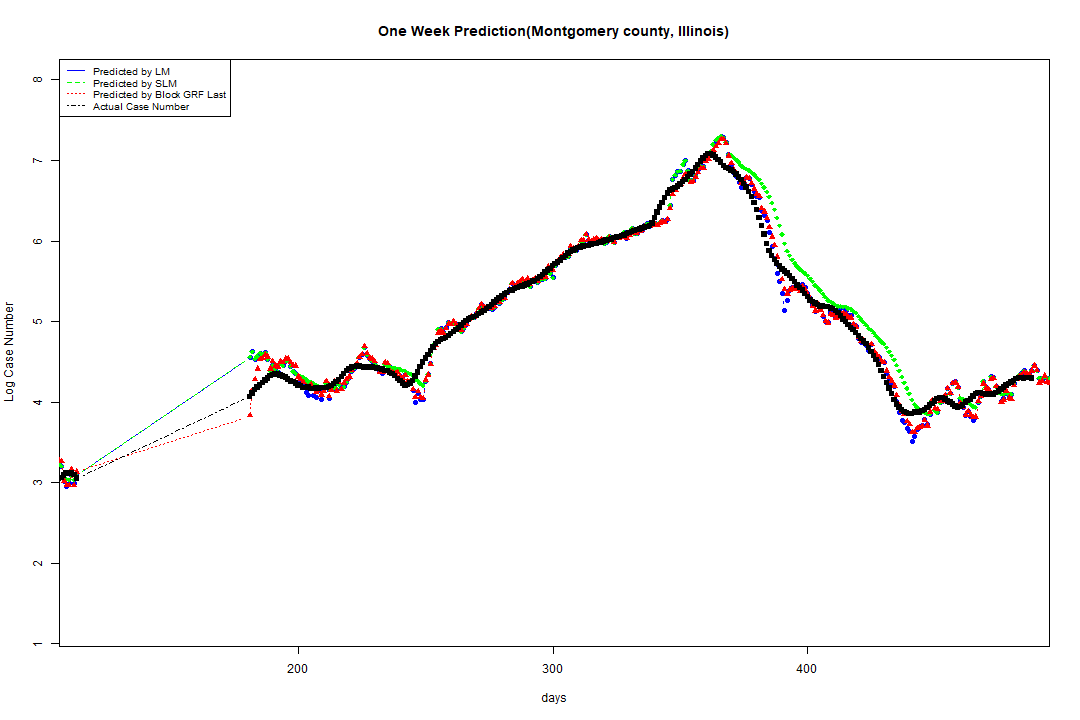 One Week Prediction(Montgomery county, Illinois)
Predicted by LM
Predicted by SLM
Predicted by Block GRF Last
Actual Case Number
8
7
6
5
4
3
2
1
Log Case Number
200 300 400
days